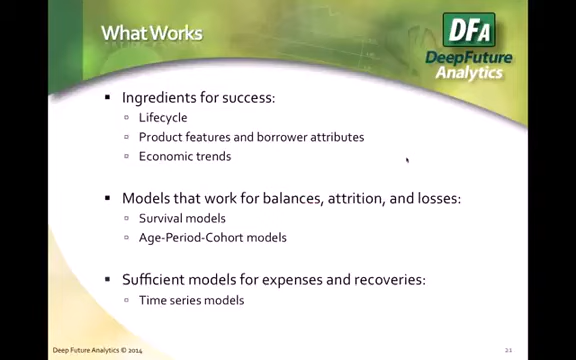 What Works
DFA
DeepFuture
Analytics
Ingredients for success:
Lifecycle
Product features and borrower attributes
Economic trends
Models that work for balances, attrition, and losses:
Survival models
Age-Period-Cohort models
Sufficient models for expenses and recoveries:
Time series models
Deep Future Analytics © 2014
21